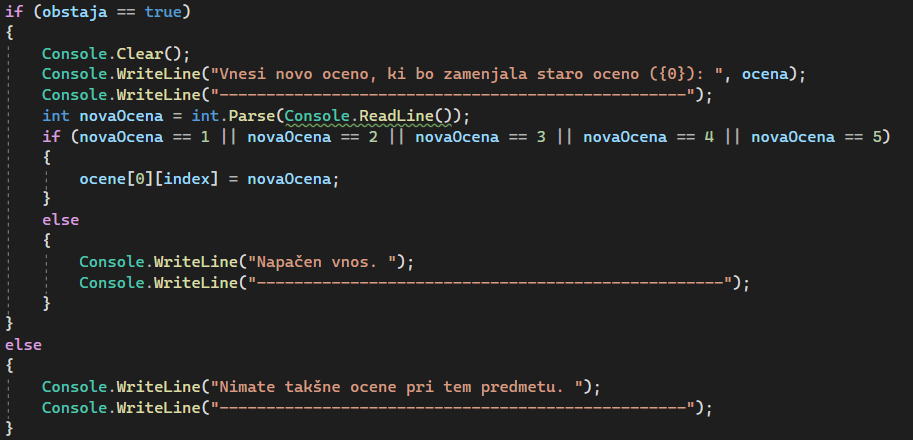 if (obstaja == true)
{
    Console.Clear();
    Console.WriteLine("Vnesi novo oceno, ki bo zamenjala staro oceno ({0}): ", ocena);
    Console.WriteLine("--------------------------------------------------");
    int novaOcena = int.Parse(Console.ReadLine());
    if (novaOcena == 1 || novaOcena == 2 || novaOcena == 3 || novaOcena == 4 || novaOcena == 5)
    {
        ocene[0][index] = novaOcena;
    }
    else
    {
        Console.WriteLine("Napačen vnos. ");
        Console.WriteLine("--------------------------------------------------");
    }
}
else
{
    Console.WriteLine("Nimate takšne ocene pri tem predmetu. ");
    Console.WriteLine("--------------------------------------------------");
}